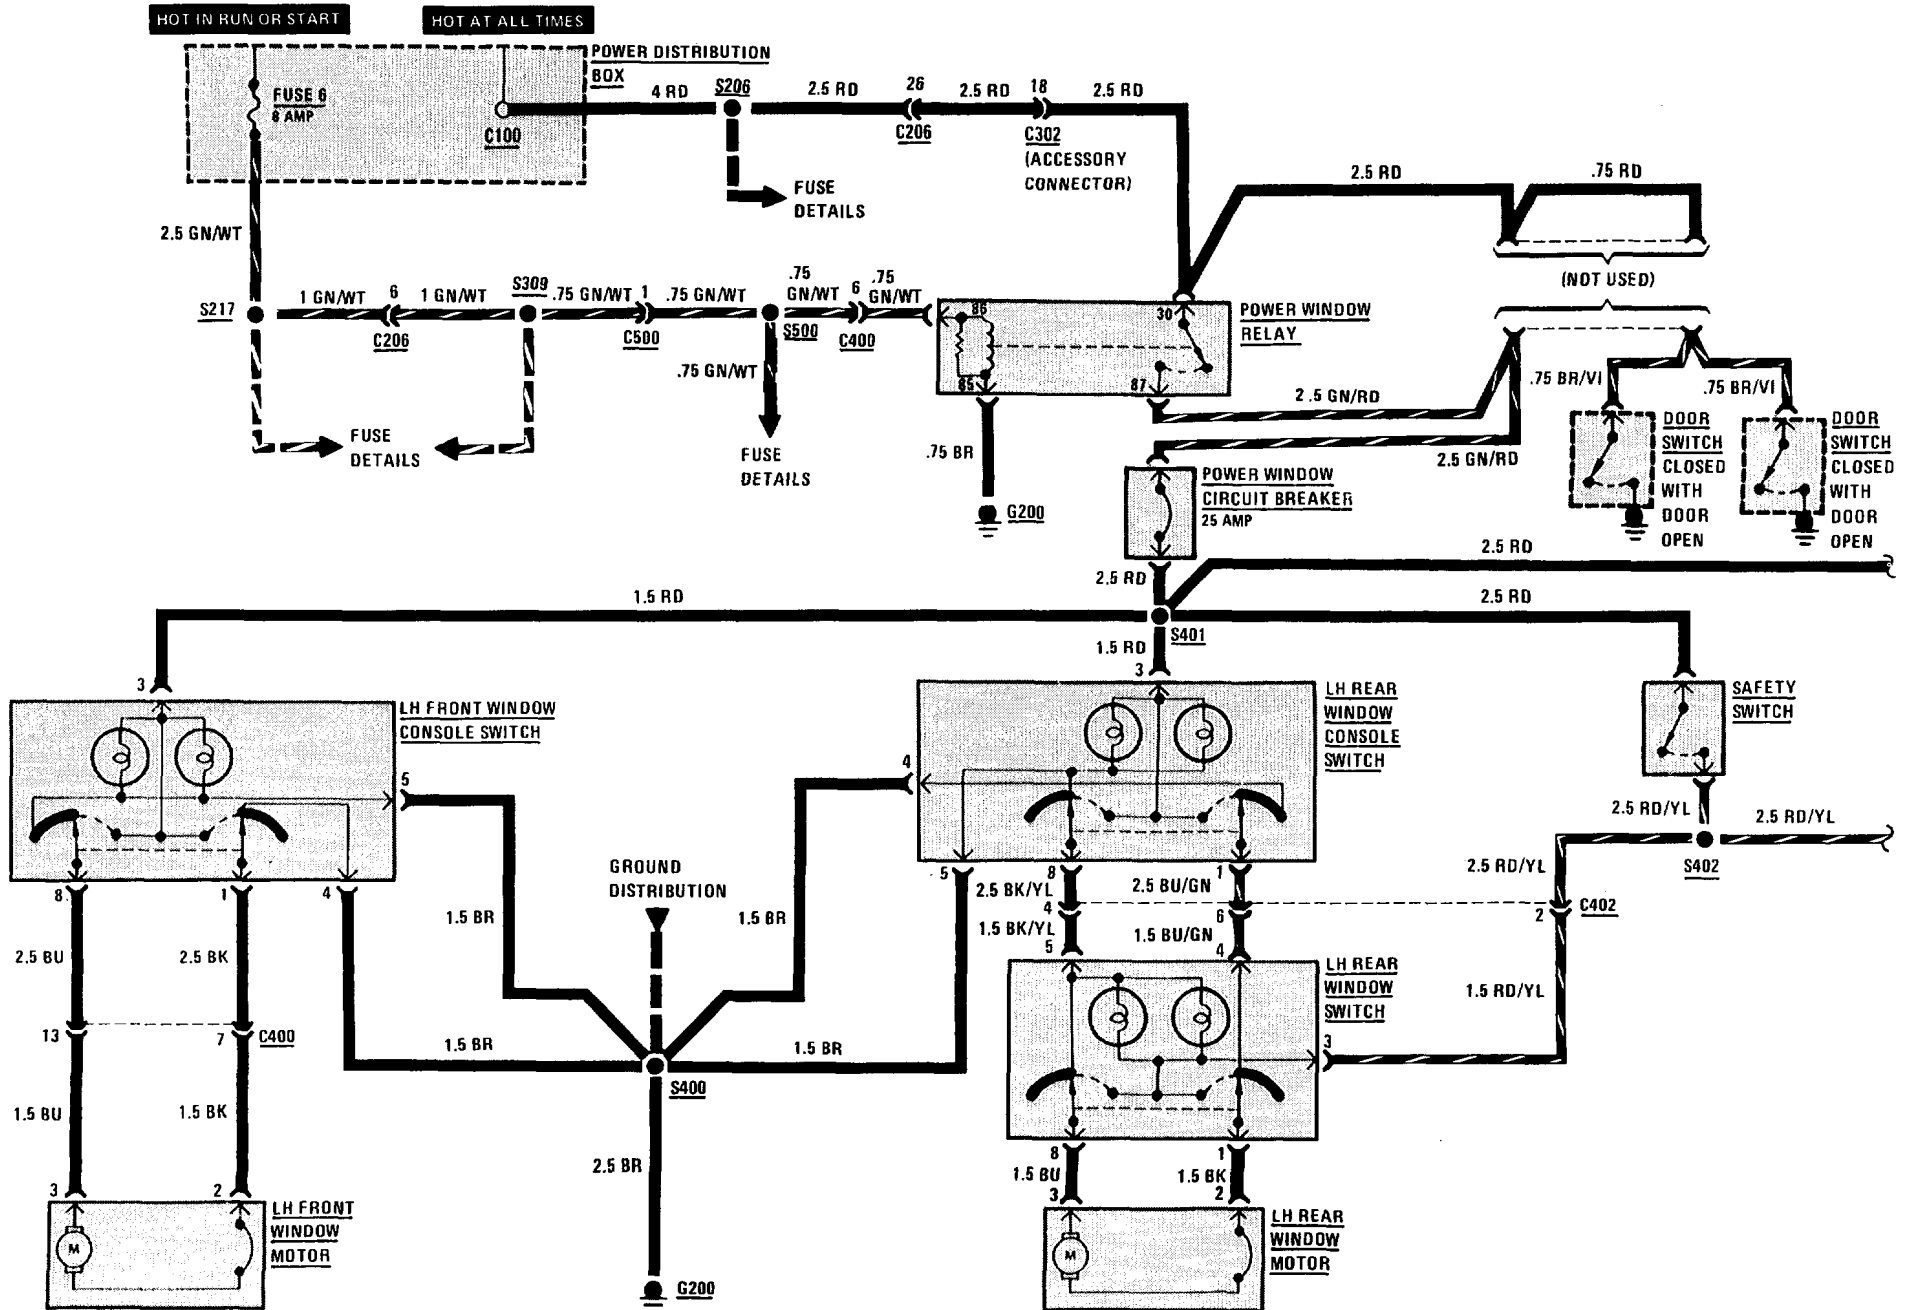 HOT IN RUN OR START
HOT AT ALL TIMES
POWER DISTRIBUTION
BOX
FUSE 6
8 AMP
C100
4 RD
S206
2.5 RD
26
C206
2.5 RD
18
C302
(ACCESSORY
CONNECTOR)
2.5 RD
FUSE
DETAILS
2.5 RD
.75 RD
(NOT USED)
2.5 GN/WT
S217
1 GN/WT
6
C206
1 GN/WT
S309
.75 GN/WT
1
C500
.75 GN/WT
S500
.75
GN/WT
6
C400
.75
GN/WT
.75 GN/WT
FUSE
DETAILS
FUSE
DETAILS
86
85
30
87
POWER WINDOW
RELAY
.75 BR
G200
2.5 GN/RD
2.5 GN/RD
.75 BR/VI
.75 BR/VI
DOOR
SWITCH
CLOSED
WITH
DOOR
OPEN
DOOR
SWITCH
CLOSED
WITH
DOOR
OPEN
POWER WINDOW
CIRCUIT BREAKER
25 AMP
2.5 RD
2.5 RD
1.5 RD
2.5 RD
S401
1.5 RD
3
3
LH FRONT WINDOW
CONSOLE SWITCH
5
8
1
4
LH REAR
WINDOW
CONSOLE
SWITCH
4
5
8
1
SAFETY
SWITCH
2.5 RD/YL
2.5 RD/YL
S402
2.5 RD/YL
C402
2
1.5 RD/YL
GROUND
DISTRIBUTION
1.5 BR
1.5 BR
2.5 BK/YL
4
1.5 BK/YL
5
2.5 BU/GN
6
1.5 BU/GN
4
2.5 BU
2.5 BK
13
7
C400
1.5 BU
1.5 BK
1.5 BR
1.5 BR
S400
2.5 BR
G200
LH REAR
WINDOW
SWITCH
3
8
1
1.5 BU
1.5 BK
3
2
3
2
M
LH FRONT
WINDOW
MOTOR
M
LH REAR
WINDOW
MOTOR